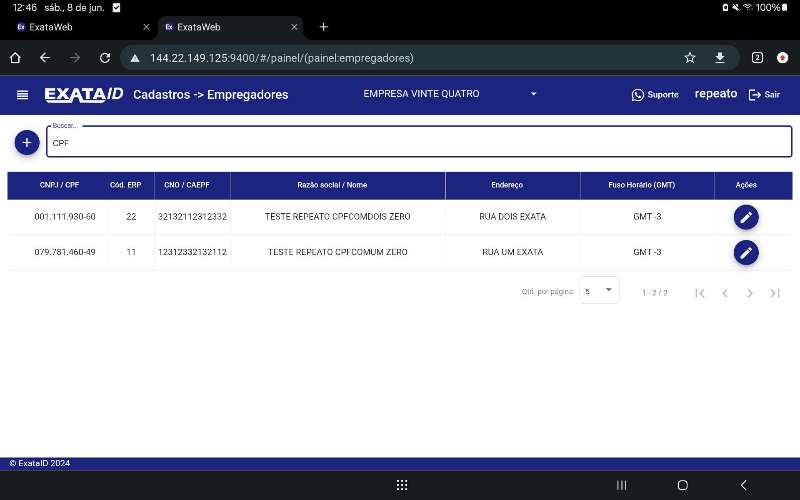 12:46 sáb., 8 de jun. 100%
ExataWeb ExataWeb
144.22.149.125:9400/#/painel/(painel:empregadores) 2
EXATAID Cadastros -> Empregadores EMPRESA VINTE QUATRO Suporte repeato Sair
Buscar...
CPF
CNPJ / CPF Cód. ERP CNO / CAEPF Razão social / Nome Endereço Fuso Horário (GMT) Ações
001.111.930-60 22 32132112312332 TESTE REPEATO CPFCOMDOIS ZERO RUA DOIS EXATA GMT -3
079.781.460-49 11 12312332132112 TESTE REPEATO CPFCOMUM ZERO RUA UM EXATA GMT -3
Qtd. por página: 5 1 - 2 / 2
© ExataID 2024